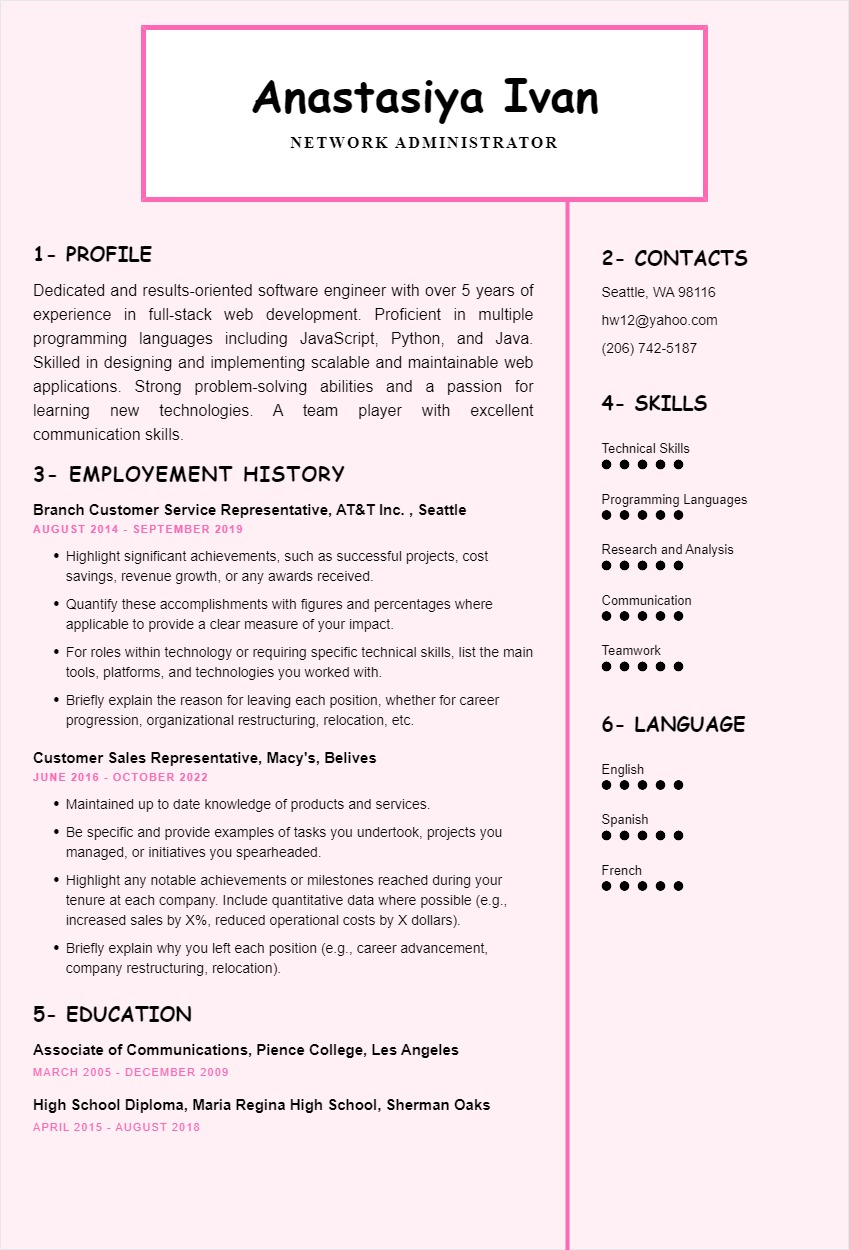 Anastasiya Ivan
NETWORK ADMINISTRATOR
1- PROFILE
Dedicated and results-oriented software engineer with over 5 years of
experience in full-stack web development. Proficient in multiple
programming languages including JavaScript, Python, and Java.
Skilled in designing and implementing scalable and maintainable web
applications. Strong problem-solving abilities and a passion for
learning new technologies. A team player with excellent
communication skills.
2- CONTACTS
Seattle, WA 98116
hw12@yahoo.com
(206) 742-5187
3- EMPLOYEMENT HISTORY
Branch Customer Service Representative, AT&T Inc. , Seattle
AUGUST 2014 - SEPTEMBER 2019
• Highlight significant achievements, such as successful projects, cost
savings, revenue growth, or any awards received.
• Quantify these accomplishments with figures and percentages where
applicable to provide a clear measure of your impact.
• For roles within technology or requiring specific technical skills, list the main
tools, platforms, and technologies you worked with.
• Briefly explain the reason for leaving each position, whether for career
progression, organizational restructuring, relocation, etc.
Customer Sales Representative, Macy's, Belives
JUNE 2016 - OCTOBER 2022
• Maintained up to date knowledge of products and services.
• Be specific and provide examples of tasks you undertook, projects you
managed, or initiatives you spearheaded.
• Highlight any notable achievements or milestones reached during your
tenure at each company. Include quantitative data where possible (e.g.,
increased sales by X%, reduced operational costs by X dollars).
• Briefly explain why you left each position (e.g., career advancement,
company restructuring, relocation).
4- SKILLS
Technical Skills
Programming Languages
Research and Analysis
Communication
Teamwork
5- EDUCATION
Associate of Communications, Pience College, Les Angeles
MARCH 2005 - DECEMBER 2009
High School Diploma, Maria Regina High School, Sherman Oaks
APRIL 2015 - AUGUST 2018
6- LANGUAGE
English
Spanish
French